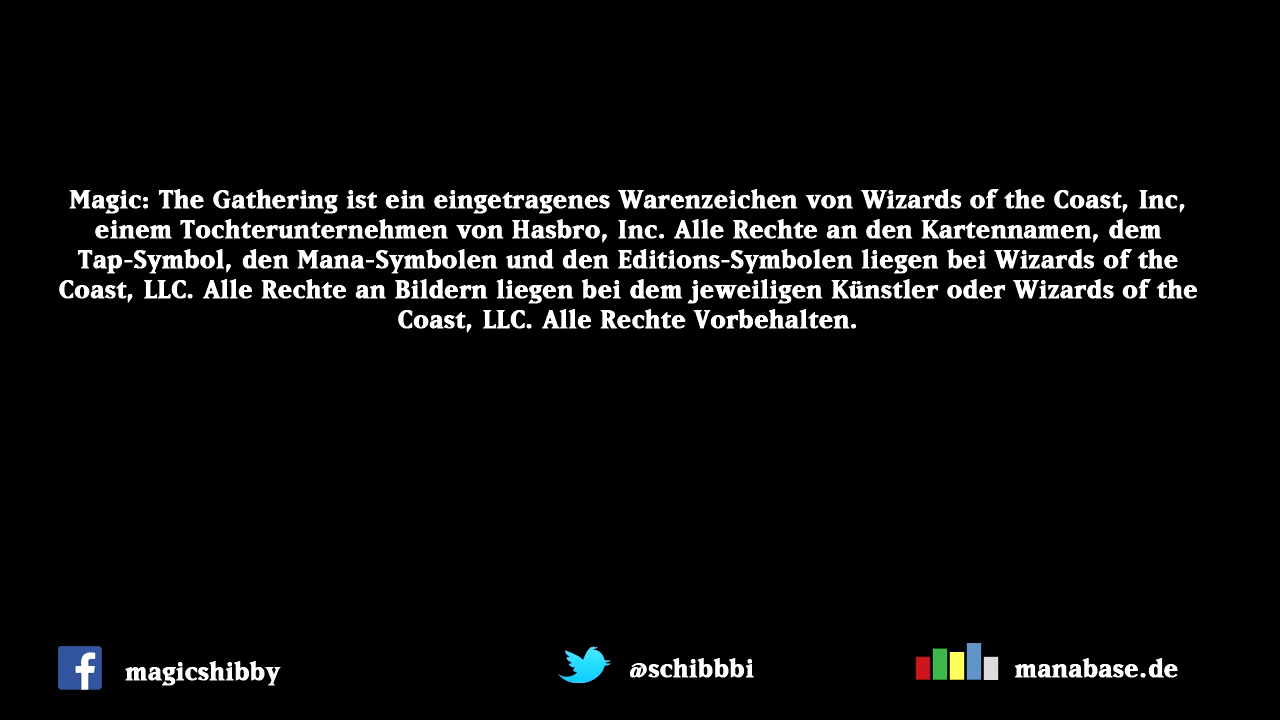 Magic: The Gathering ist ein eingetragenes Warenzeichen von Wizards of the Coast, Inc,
einem Tochterunternehmen von Hasbro, Inc. Alle Rechte an den Kartennamen, dem
Tap-Symbol, den Mana-Symbolen und den Editions-Symbolen liegen bei Wizards of the
Coast, LLC. Alle Rechte an Bildern liegen bei dem jeweiligen Künstler oder Wizards of the
Coast, LLC. Alle Rechte Vorbehalten.
magicshibby
@schibbbi
manabase.de